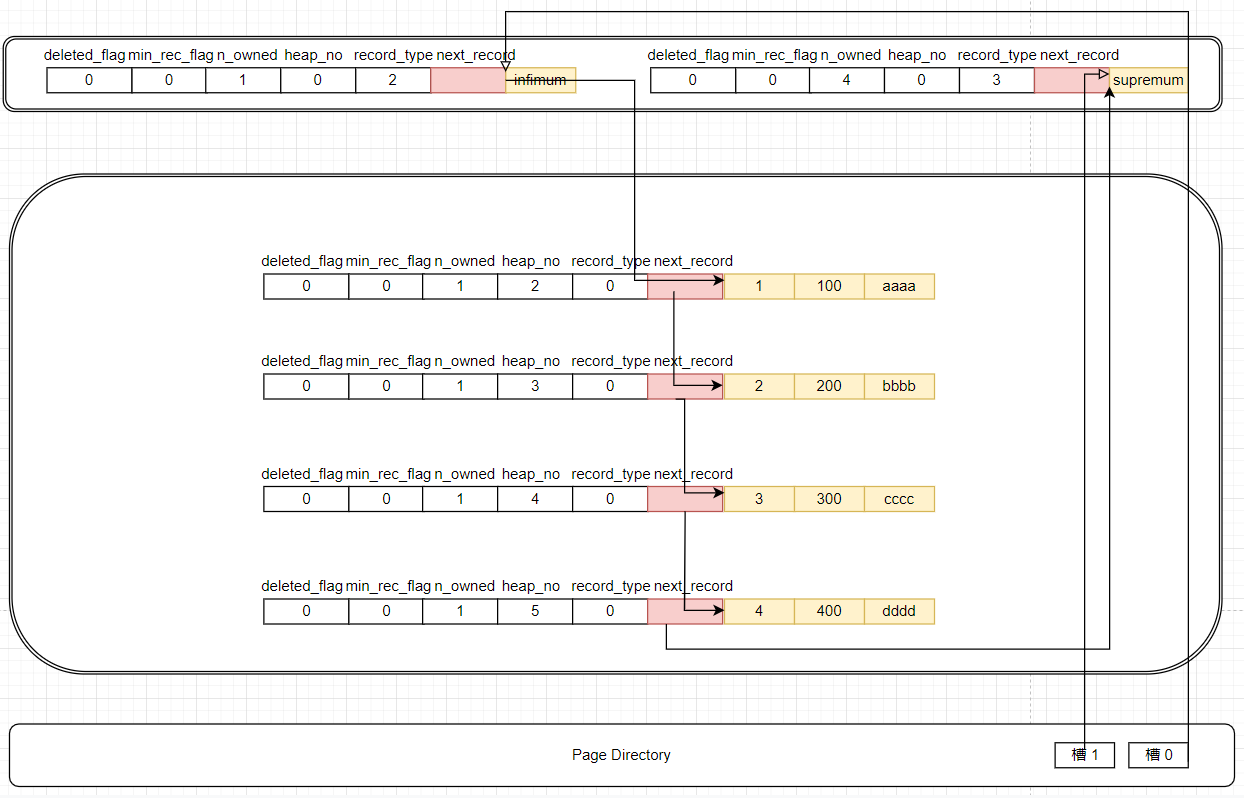 deleted_flag min_rec_flag n_owned heap_no record_type next_record deleted_flag min_rec_flag n_owned heap_no record_type next_record
0 0 1 0 2 infimum 0 0 4 0 3 supremum
deleted_flag min_rec_flag n_owned heap_no record_type next_record
0 0 1 2 0 1 100 aaaa
deleted_flag min_rec_flag n_owned heap_no record_type next_record
0 0 1 3 0 2 200 bbbb
deleted_flag min_rec_flag n_owned heap_no record_type next_record
0 0 1 4 0 3 300 cccc
deleted_flag min_rec_flag n_owned heap_no record_type next_record
0 0 1 5 0 4 400 dddd
Page Directory 槽 1 槽 0